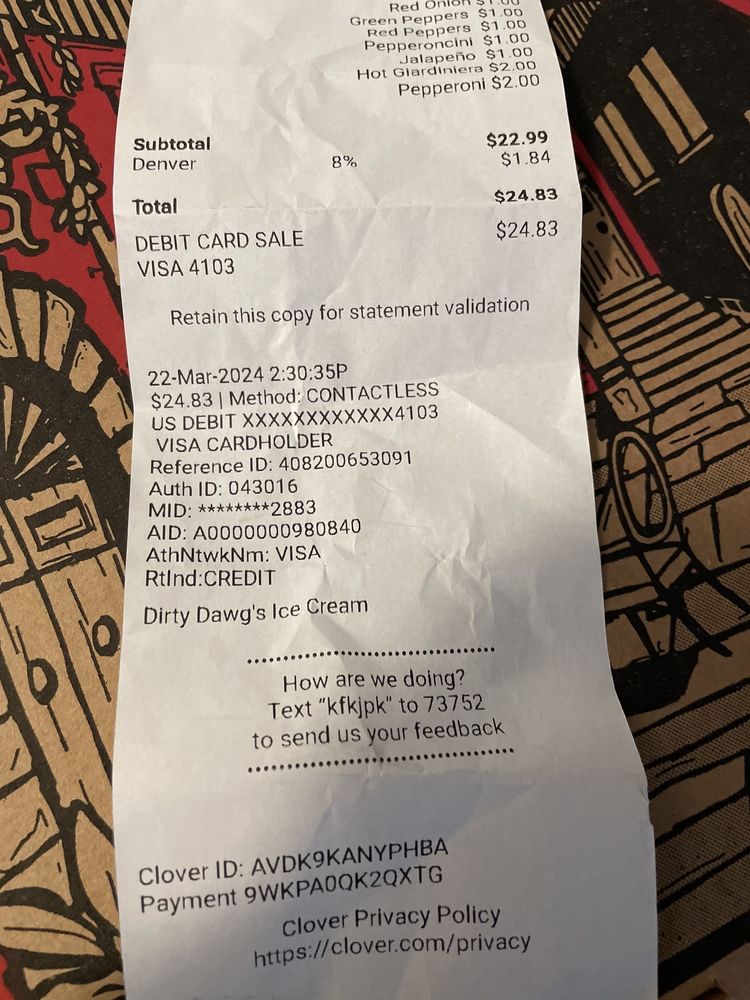 Red Onion $1.00
Green Peppers $1.00
Red Peppers $1.00
Pepperoncini $1.00
Jalapeño $1.00
Hot Giardiniera $2.00
Pepperoni $2.00
Subtotal $22.99
Denver 8% $1.84
Total $24.83
DEBIT CARD SALE $24.83
VISA 4103
Retain this copy for statement validation
22-Mar-2024 2:30:35P
$24.83 | Method: CONTACTLESS
US DEBIT XXXXXXXXXXXX4103
VISA CARDHOLDER
Reference ID: 408200653091
Auth ID: 043016
MID: ********2883
AID: A0000000980840
AthNtwkNm: VISA
RtInd:CREDIT
Dirty Dawg's Ice Cream
How are we doing?
Text "kfkjpk" to 73752
to send us your feedback
Clover ID: AVDK9KANYPHBA
Payment 9WKPA0QK2QXTG
Clover Privacy Policy
https://clover.com/privacy